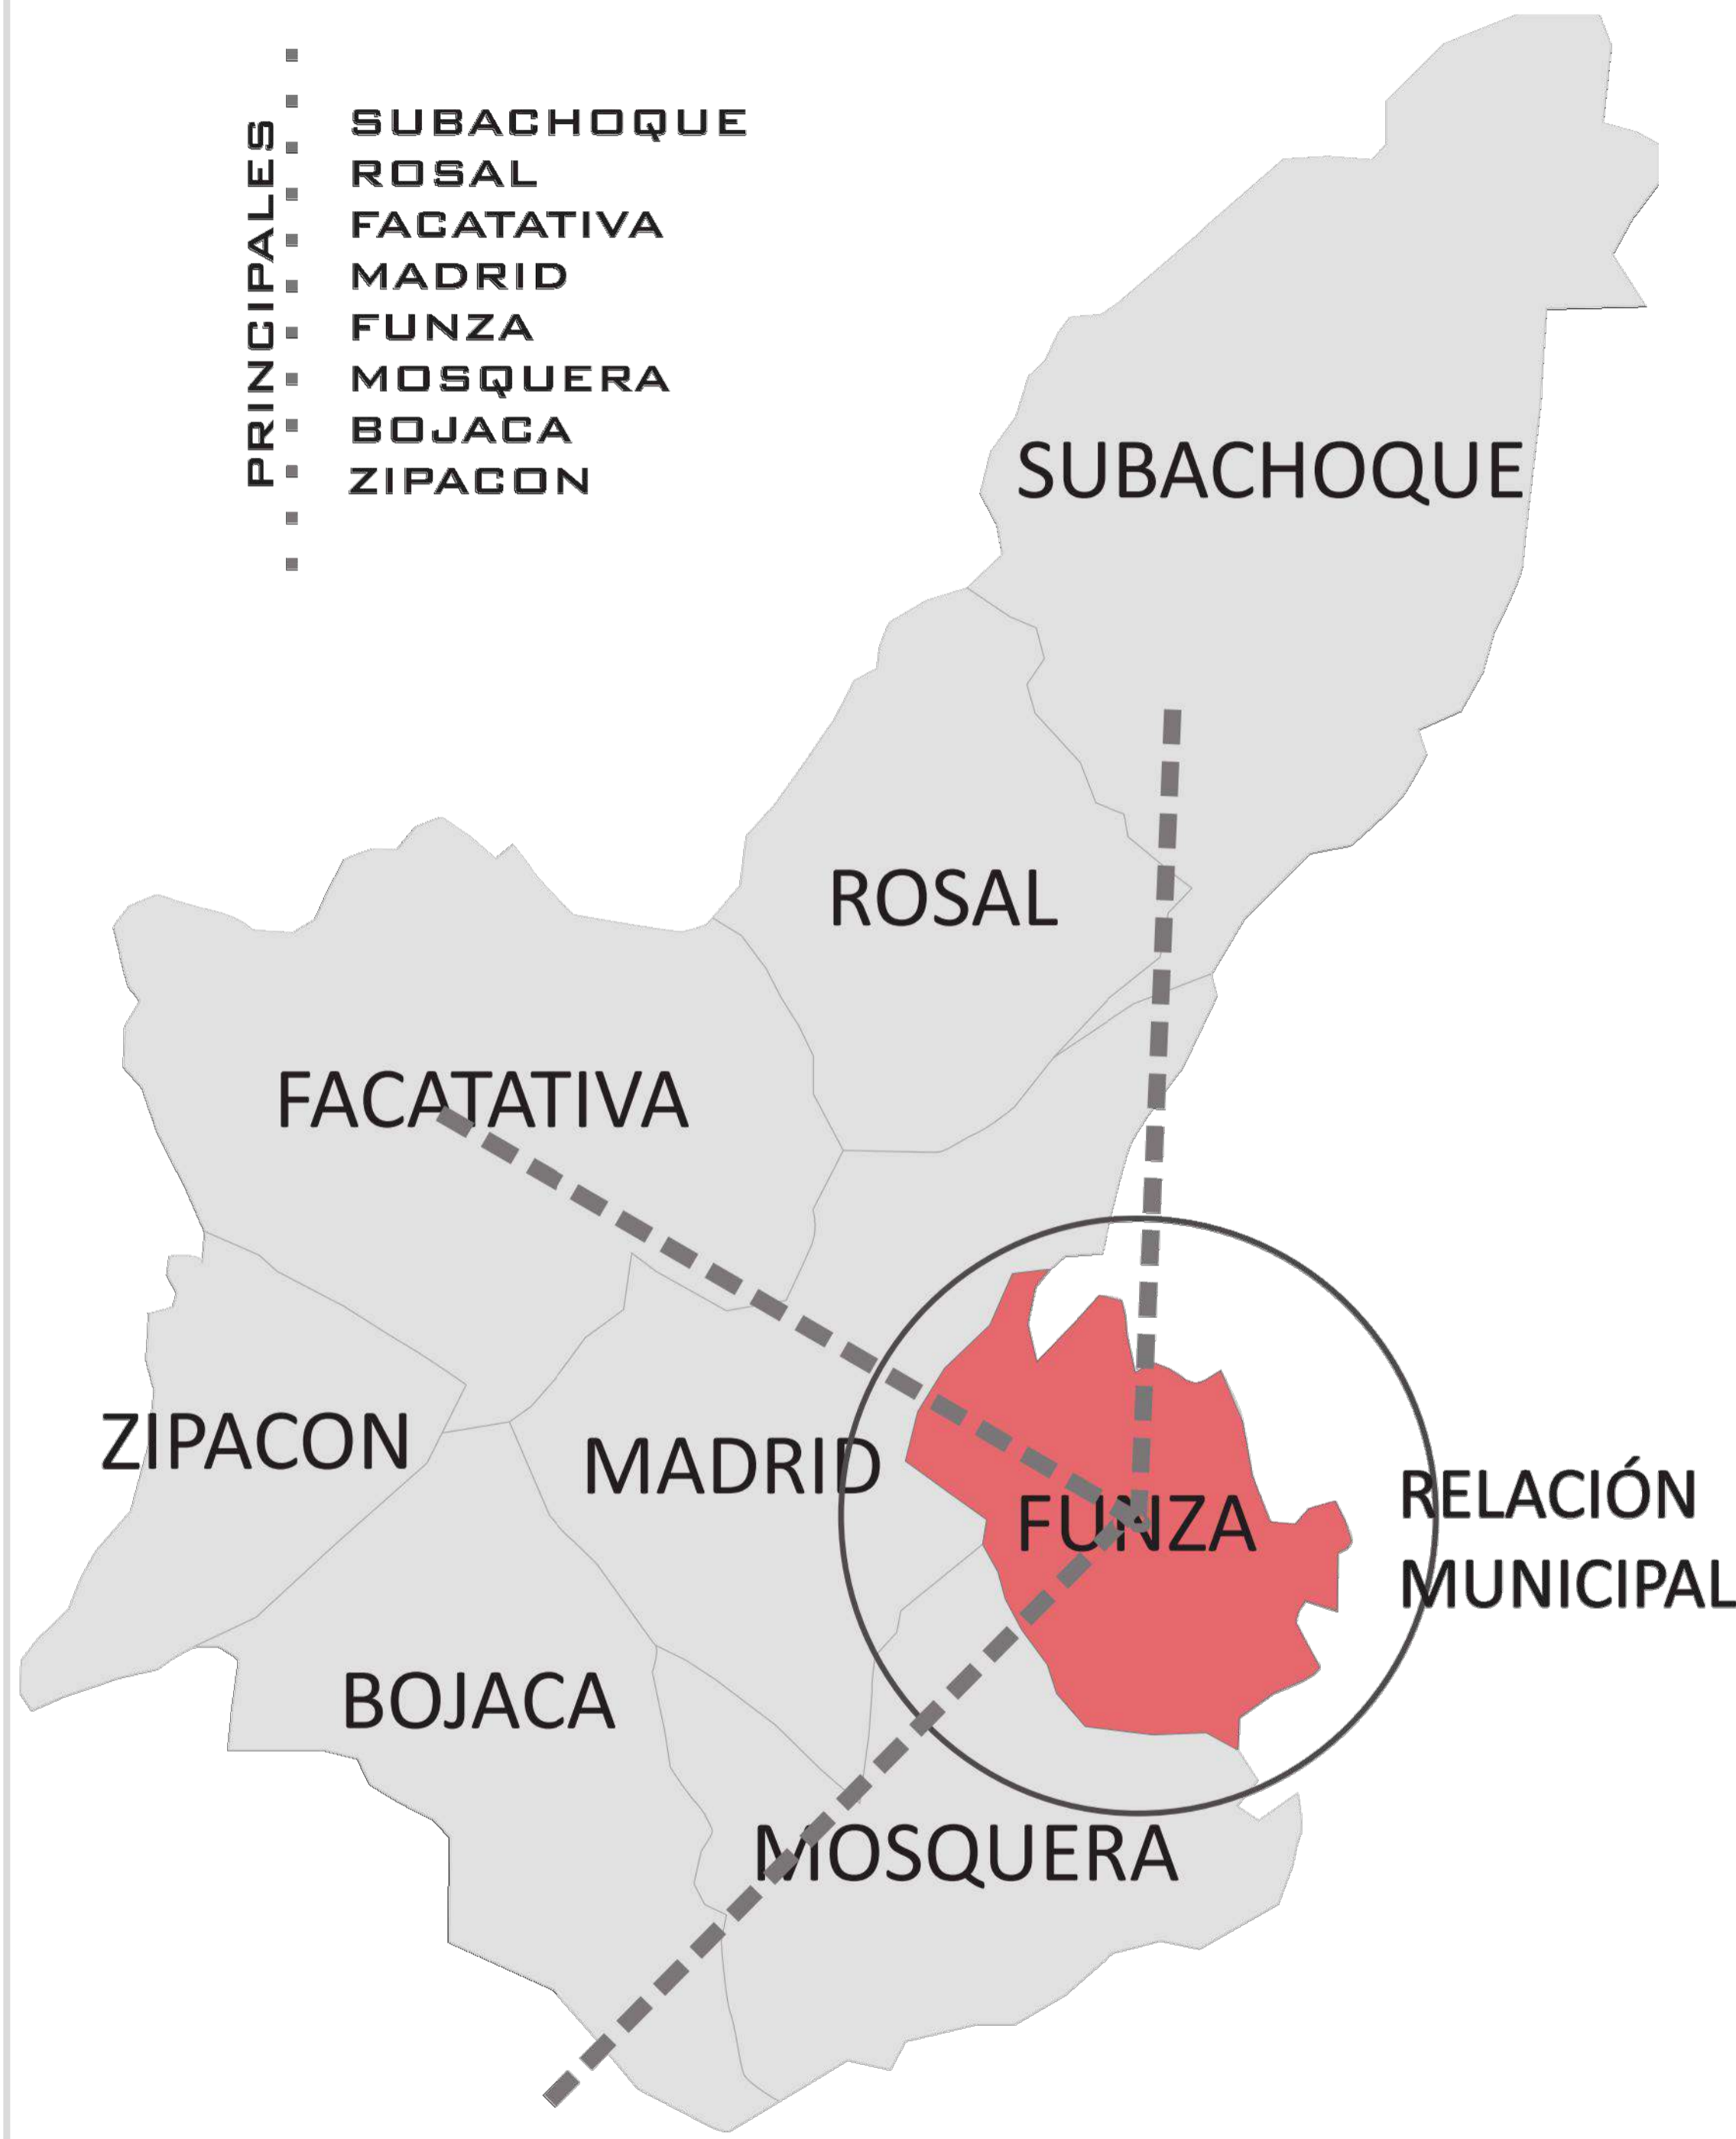 PRINCIPALES
SUBACHOQUE
ROSAL
FACATATIVA
MADRID
FUNZA
MOSQUERA
BOJACA
ZIPACON
SUBACHOQUE
ROSAL
FACATATIVA
ZIPACON
MADRID
FUNZA
RELACIÓN
MUNICIPAL
BOJACA
MOSQUERA